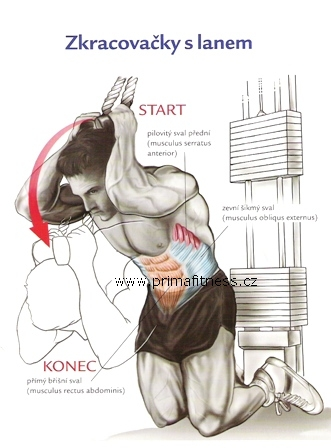 Zkracovačky s lanem
START
pilovitý sval přední
(musculus serratus
anterior)
zevní šikmý sval
(musculus obliqus externus)
www.primafitness.cz
KONEC
přímý břišní sval
(musculus rectus abdominis)